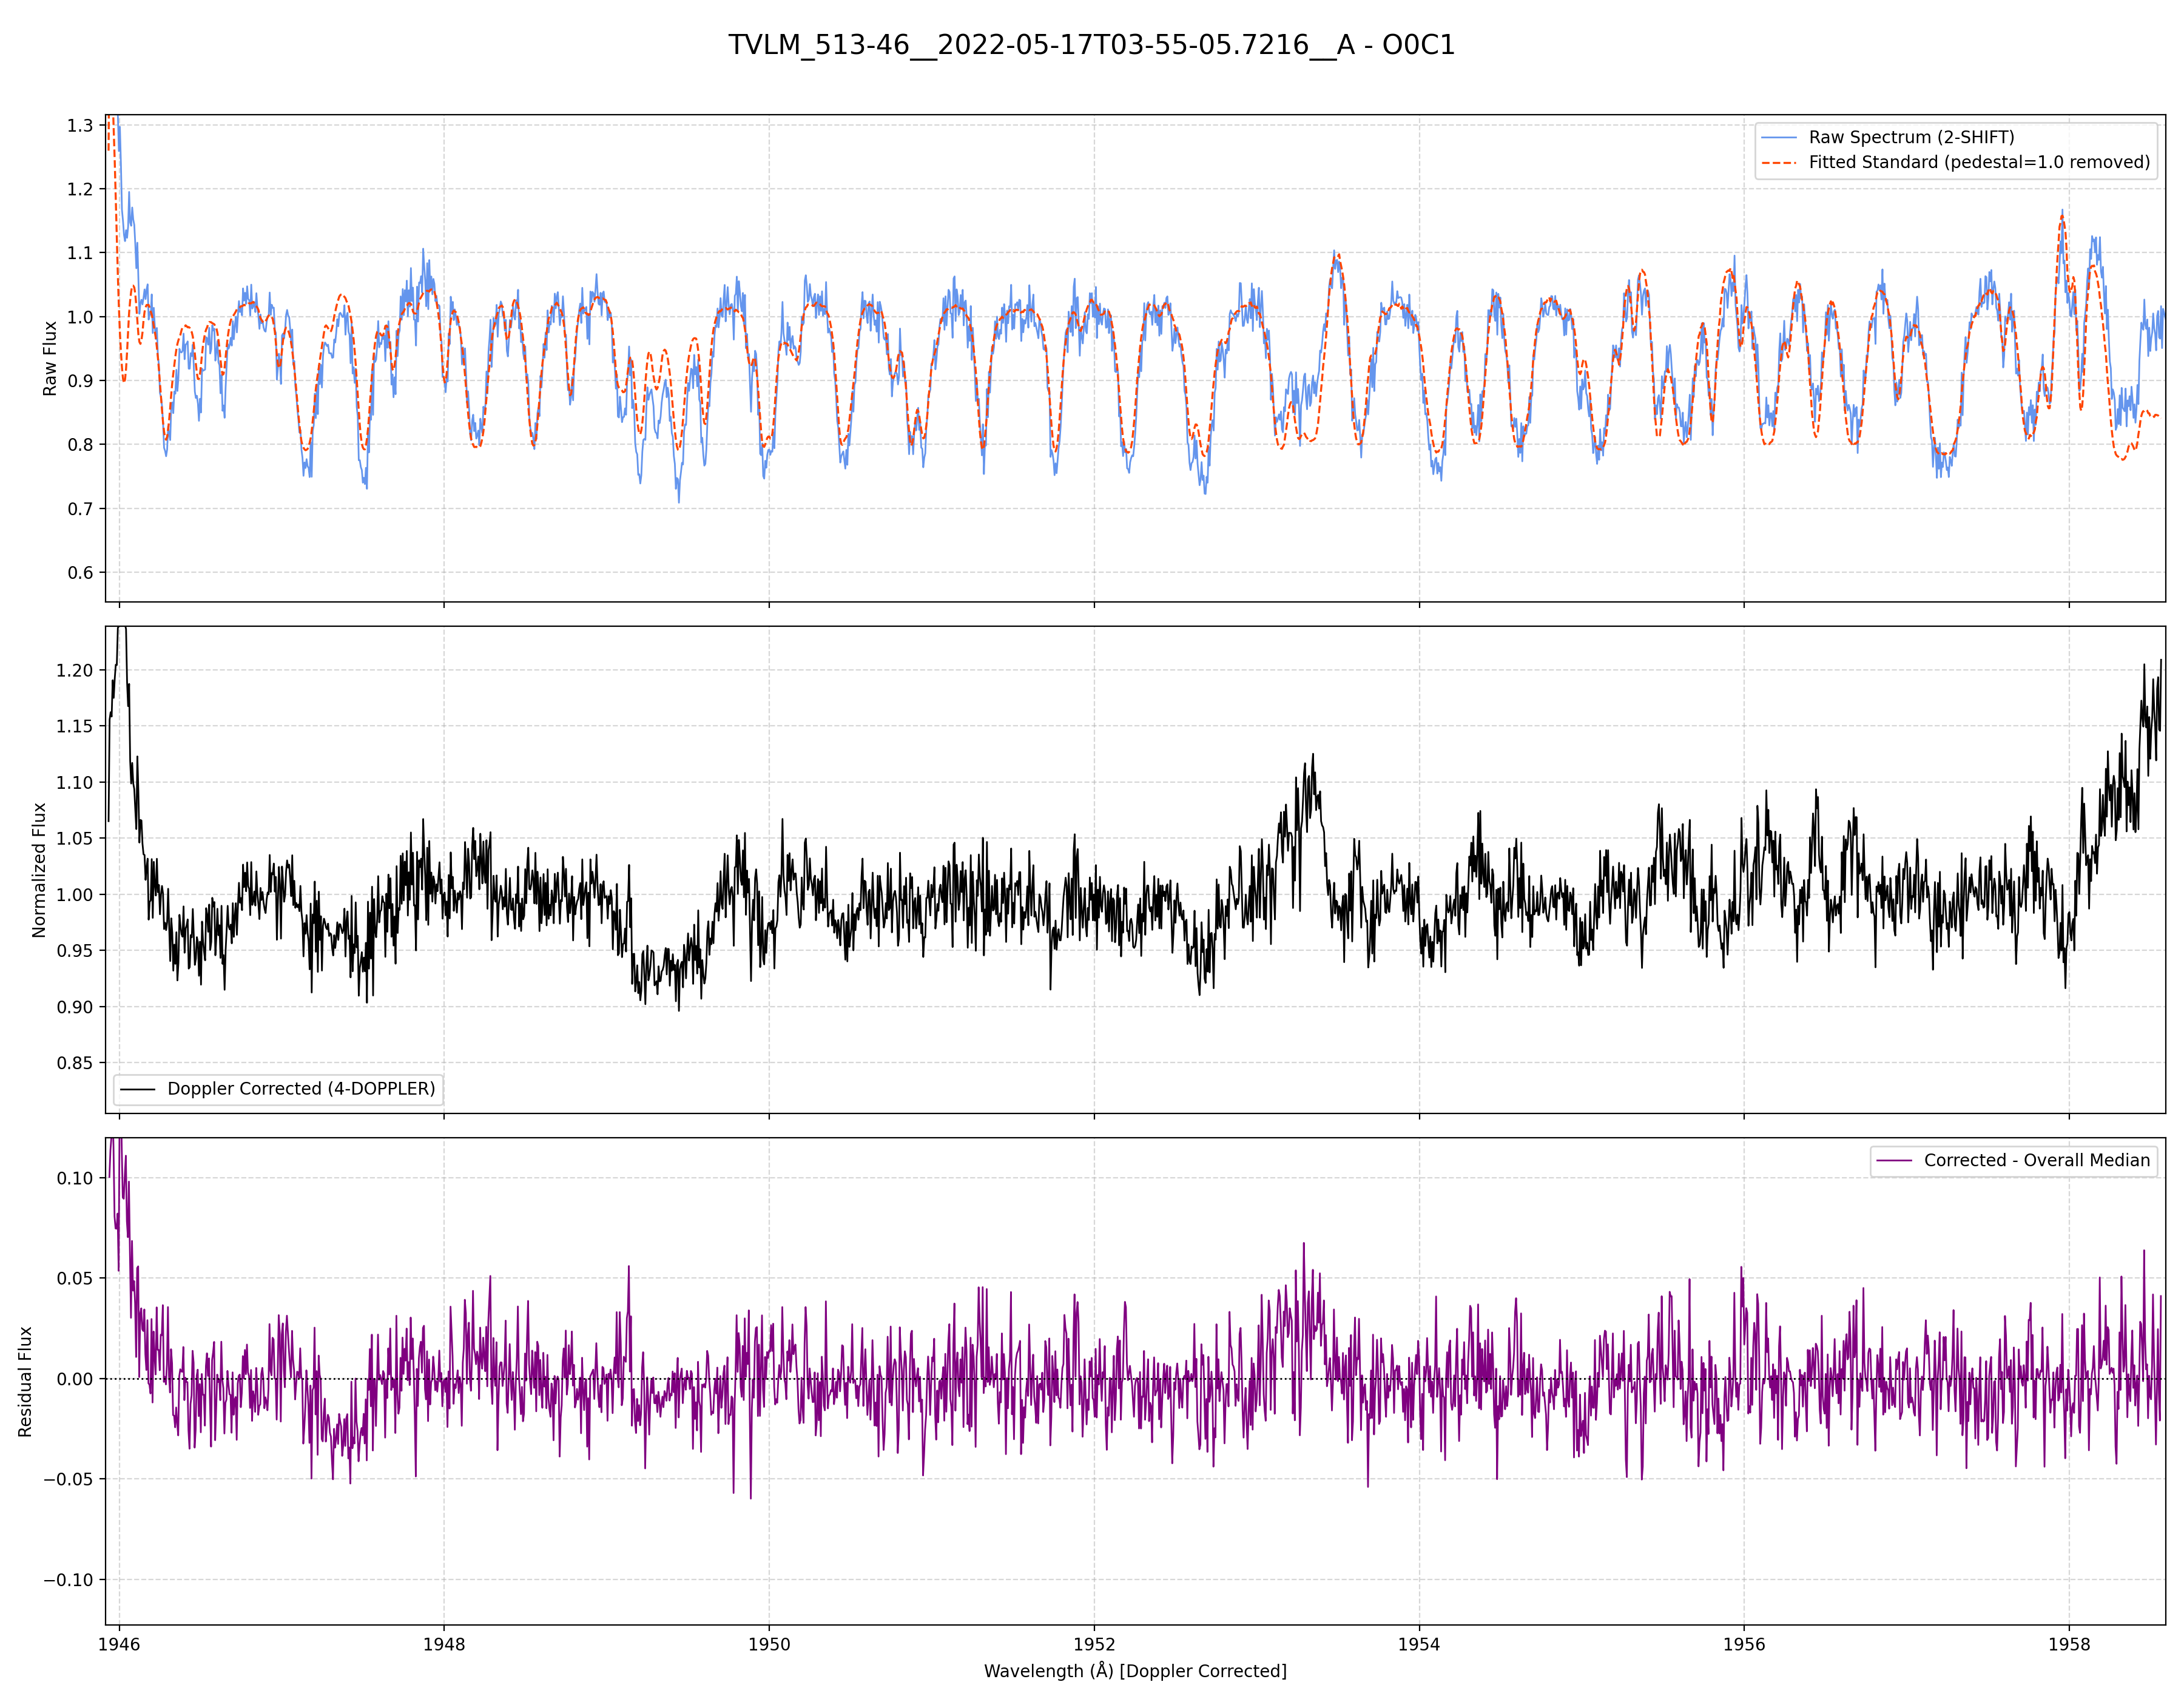 TVLM_513-46__2022-05-17T03-55-05.7216__A - O0C1
1.3
1.2
1.1
1.0
0.9
0.8
0.7
0.6
Raw Flux
Raw Spectrum (2-SHIFT)
Fitted Standard (pedestal=1.0 removed)
1.20
1.15
1.10
1.05
1.00
0.95
0.90
0.85
Normalized Flux
Doppler Corrected (4-DOPPLER)
0.10
0.05
0.00
−0.05
−0.10
Residual Flux
Corrected - Overall Median
1946 1948 1950 1952 1954 1956 1958
Wavelength (Å) [Doppler Corrected]